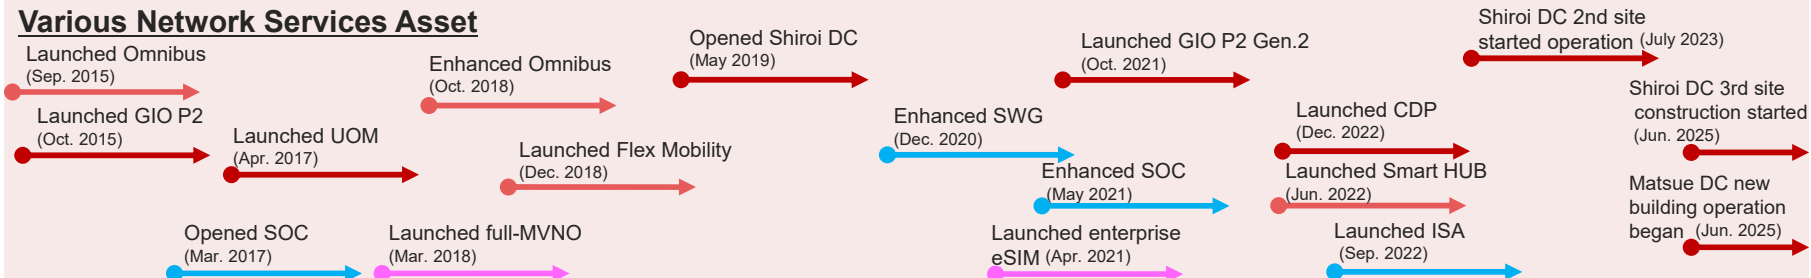 Various Network Services Asset
Launched Omnibus
(Sep. 2015)
Launched GIO P2
(Oct. 2015)
Launched UOM
(Apr. 2017)
Opened SOC
(Mar. 2017)
Launched full-MVNO
(Mar. 2018)
Enhanced Omnibus
(Oct. 2018)
Launched Flex Mobility
(Dec. 2018)
Opened Shiroi DC
(May 2019)
Enhanced SWG
(Dec. 2020)
Launched GIO P2 Gen.2
(Oct. 2021)
Enhanced SOC
(May 2021)
Launched enterprise
eSIM (Apr. 2021)
Launched CDP
(Dec. 2022)
Launched Smart HUB
(Jun. 2022)
Launched ISA
(Sep. 2022)
Shiroi DC 2nd site
started operation (July 2023)
Shiroi DC 3rd site
construction started
(Jun. 2025)
Matsue DC new
building operation
began (Jun. 2025)